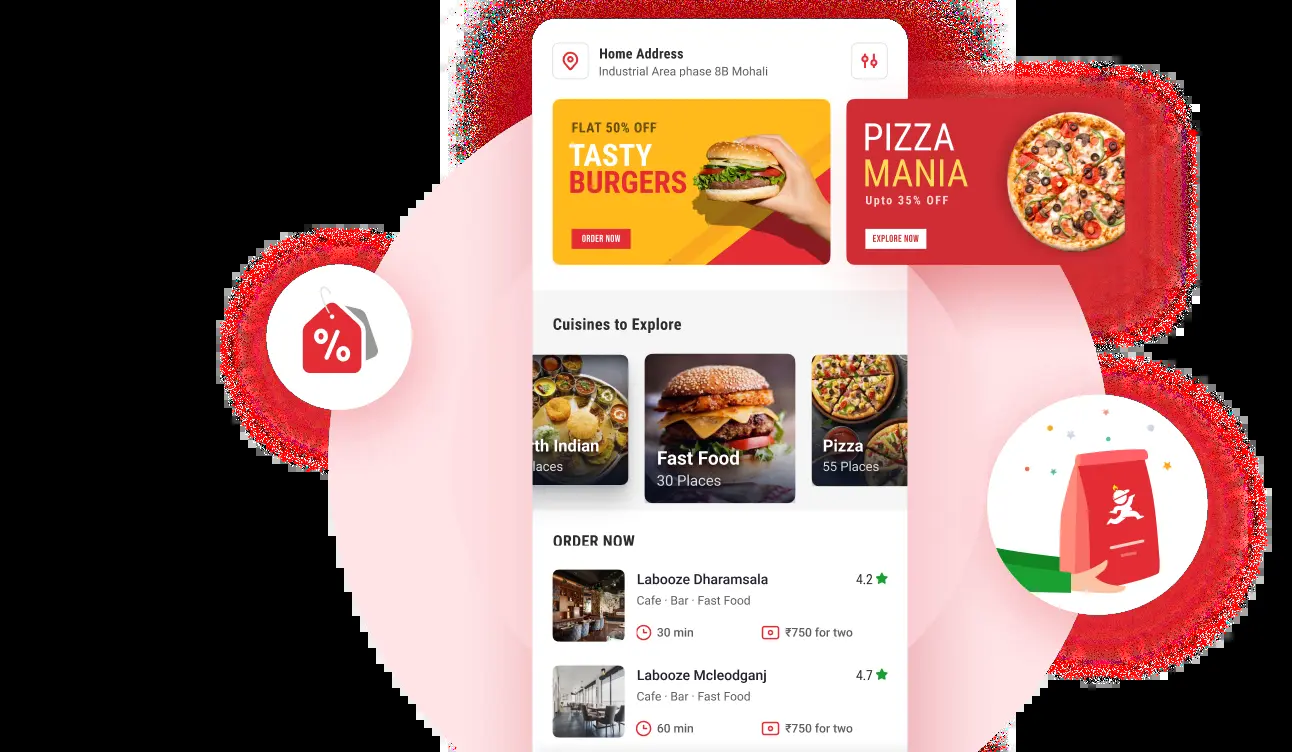 Home Address
Industrial Area phase 8B Mohali
FLAT 50% OFF
TASTY
BURGERS
ORDER NOW
PIZZA
MANIA
Upto 35% OFF
EXPLORE NOW
%
Cuisines to Explore
rth Indian
laces
Fast Food
30 Places
Pizza
55 Places
ORDER NOW
Labooze Dharamsala
4.2
Cafe · Bar · Fast Food
30 min
₹750 for two
Labooze Mcleodganj
4.7
Cafe · Bar · Fast Food
60 min
₹750 for two